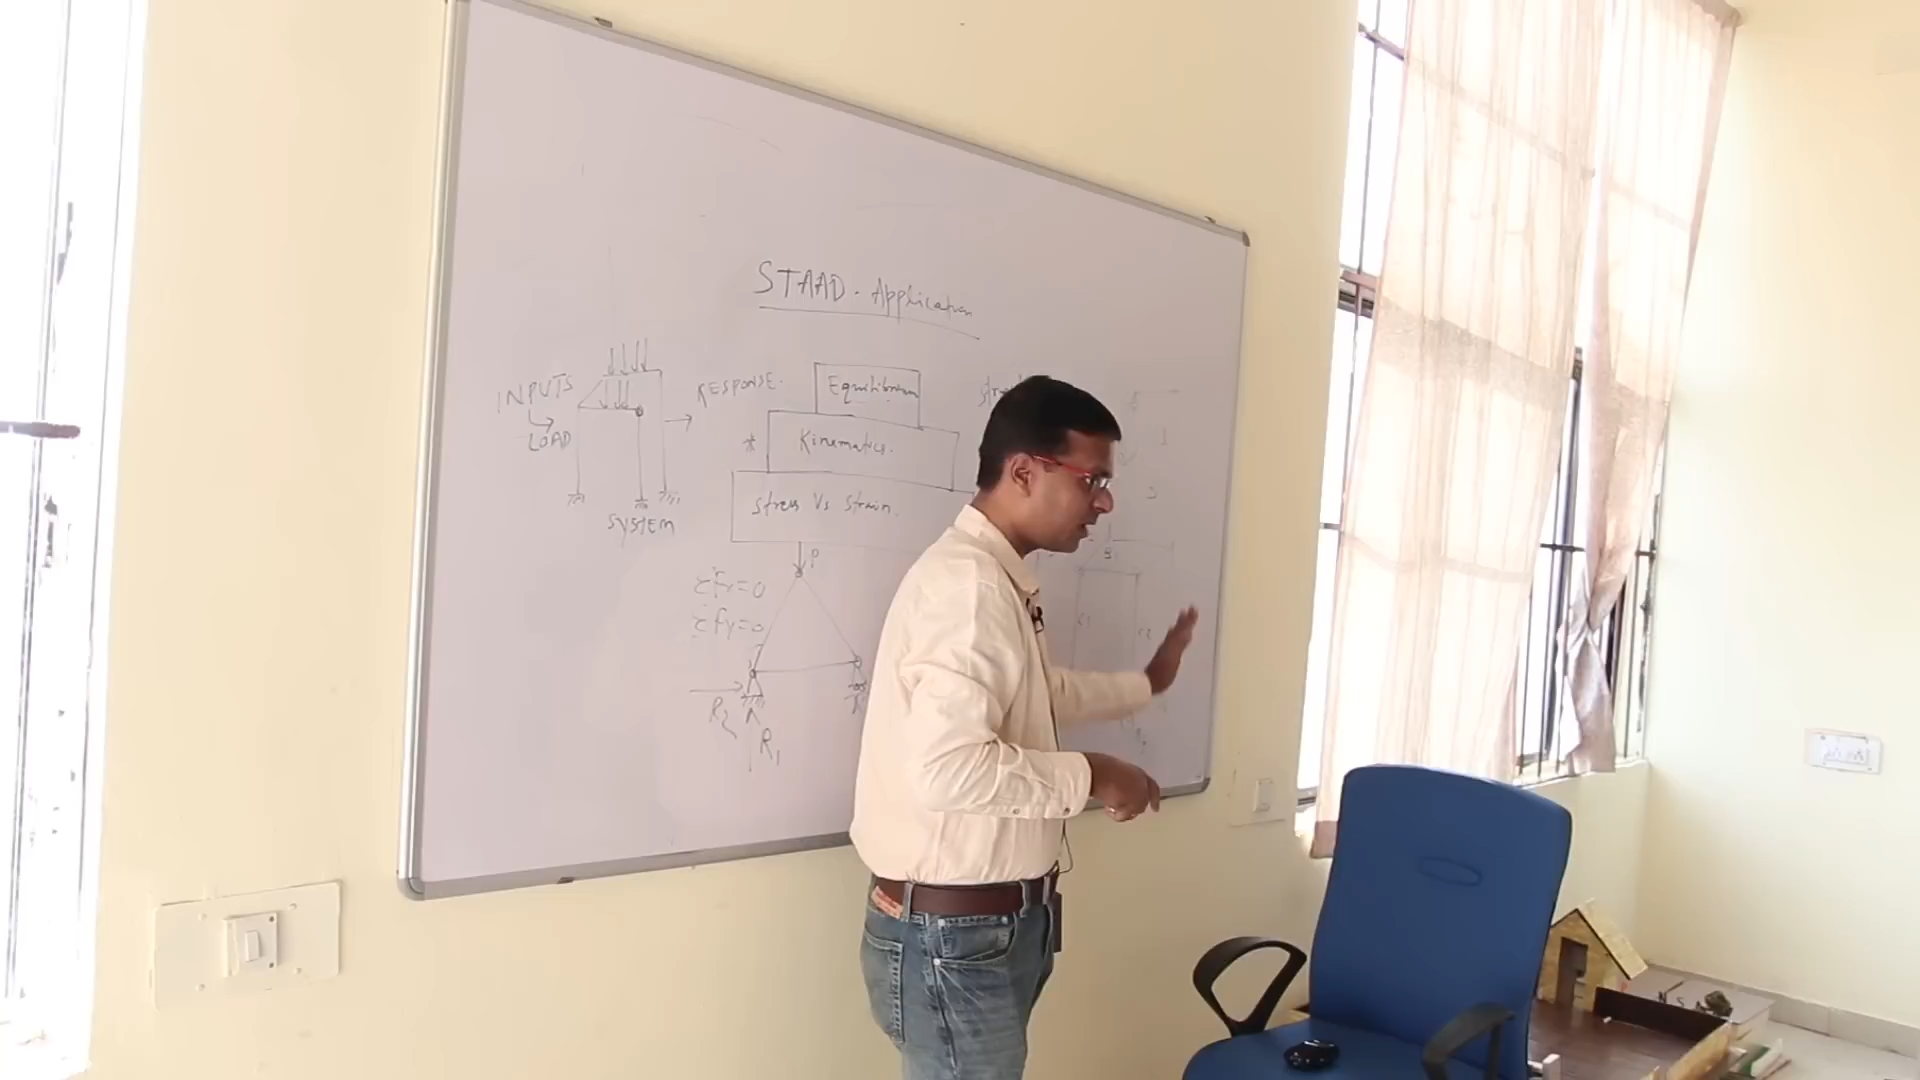 STAAD. Application
INPUTS
LOAD
RESPONSE.
SYSTEM
Equilibrium
* Kinematics.
Stress Vs Strain.
P
Σfx=0
Σfy=0
R2
R1